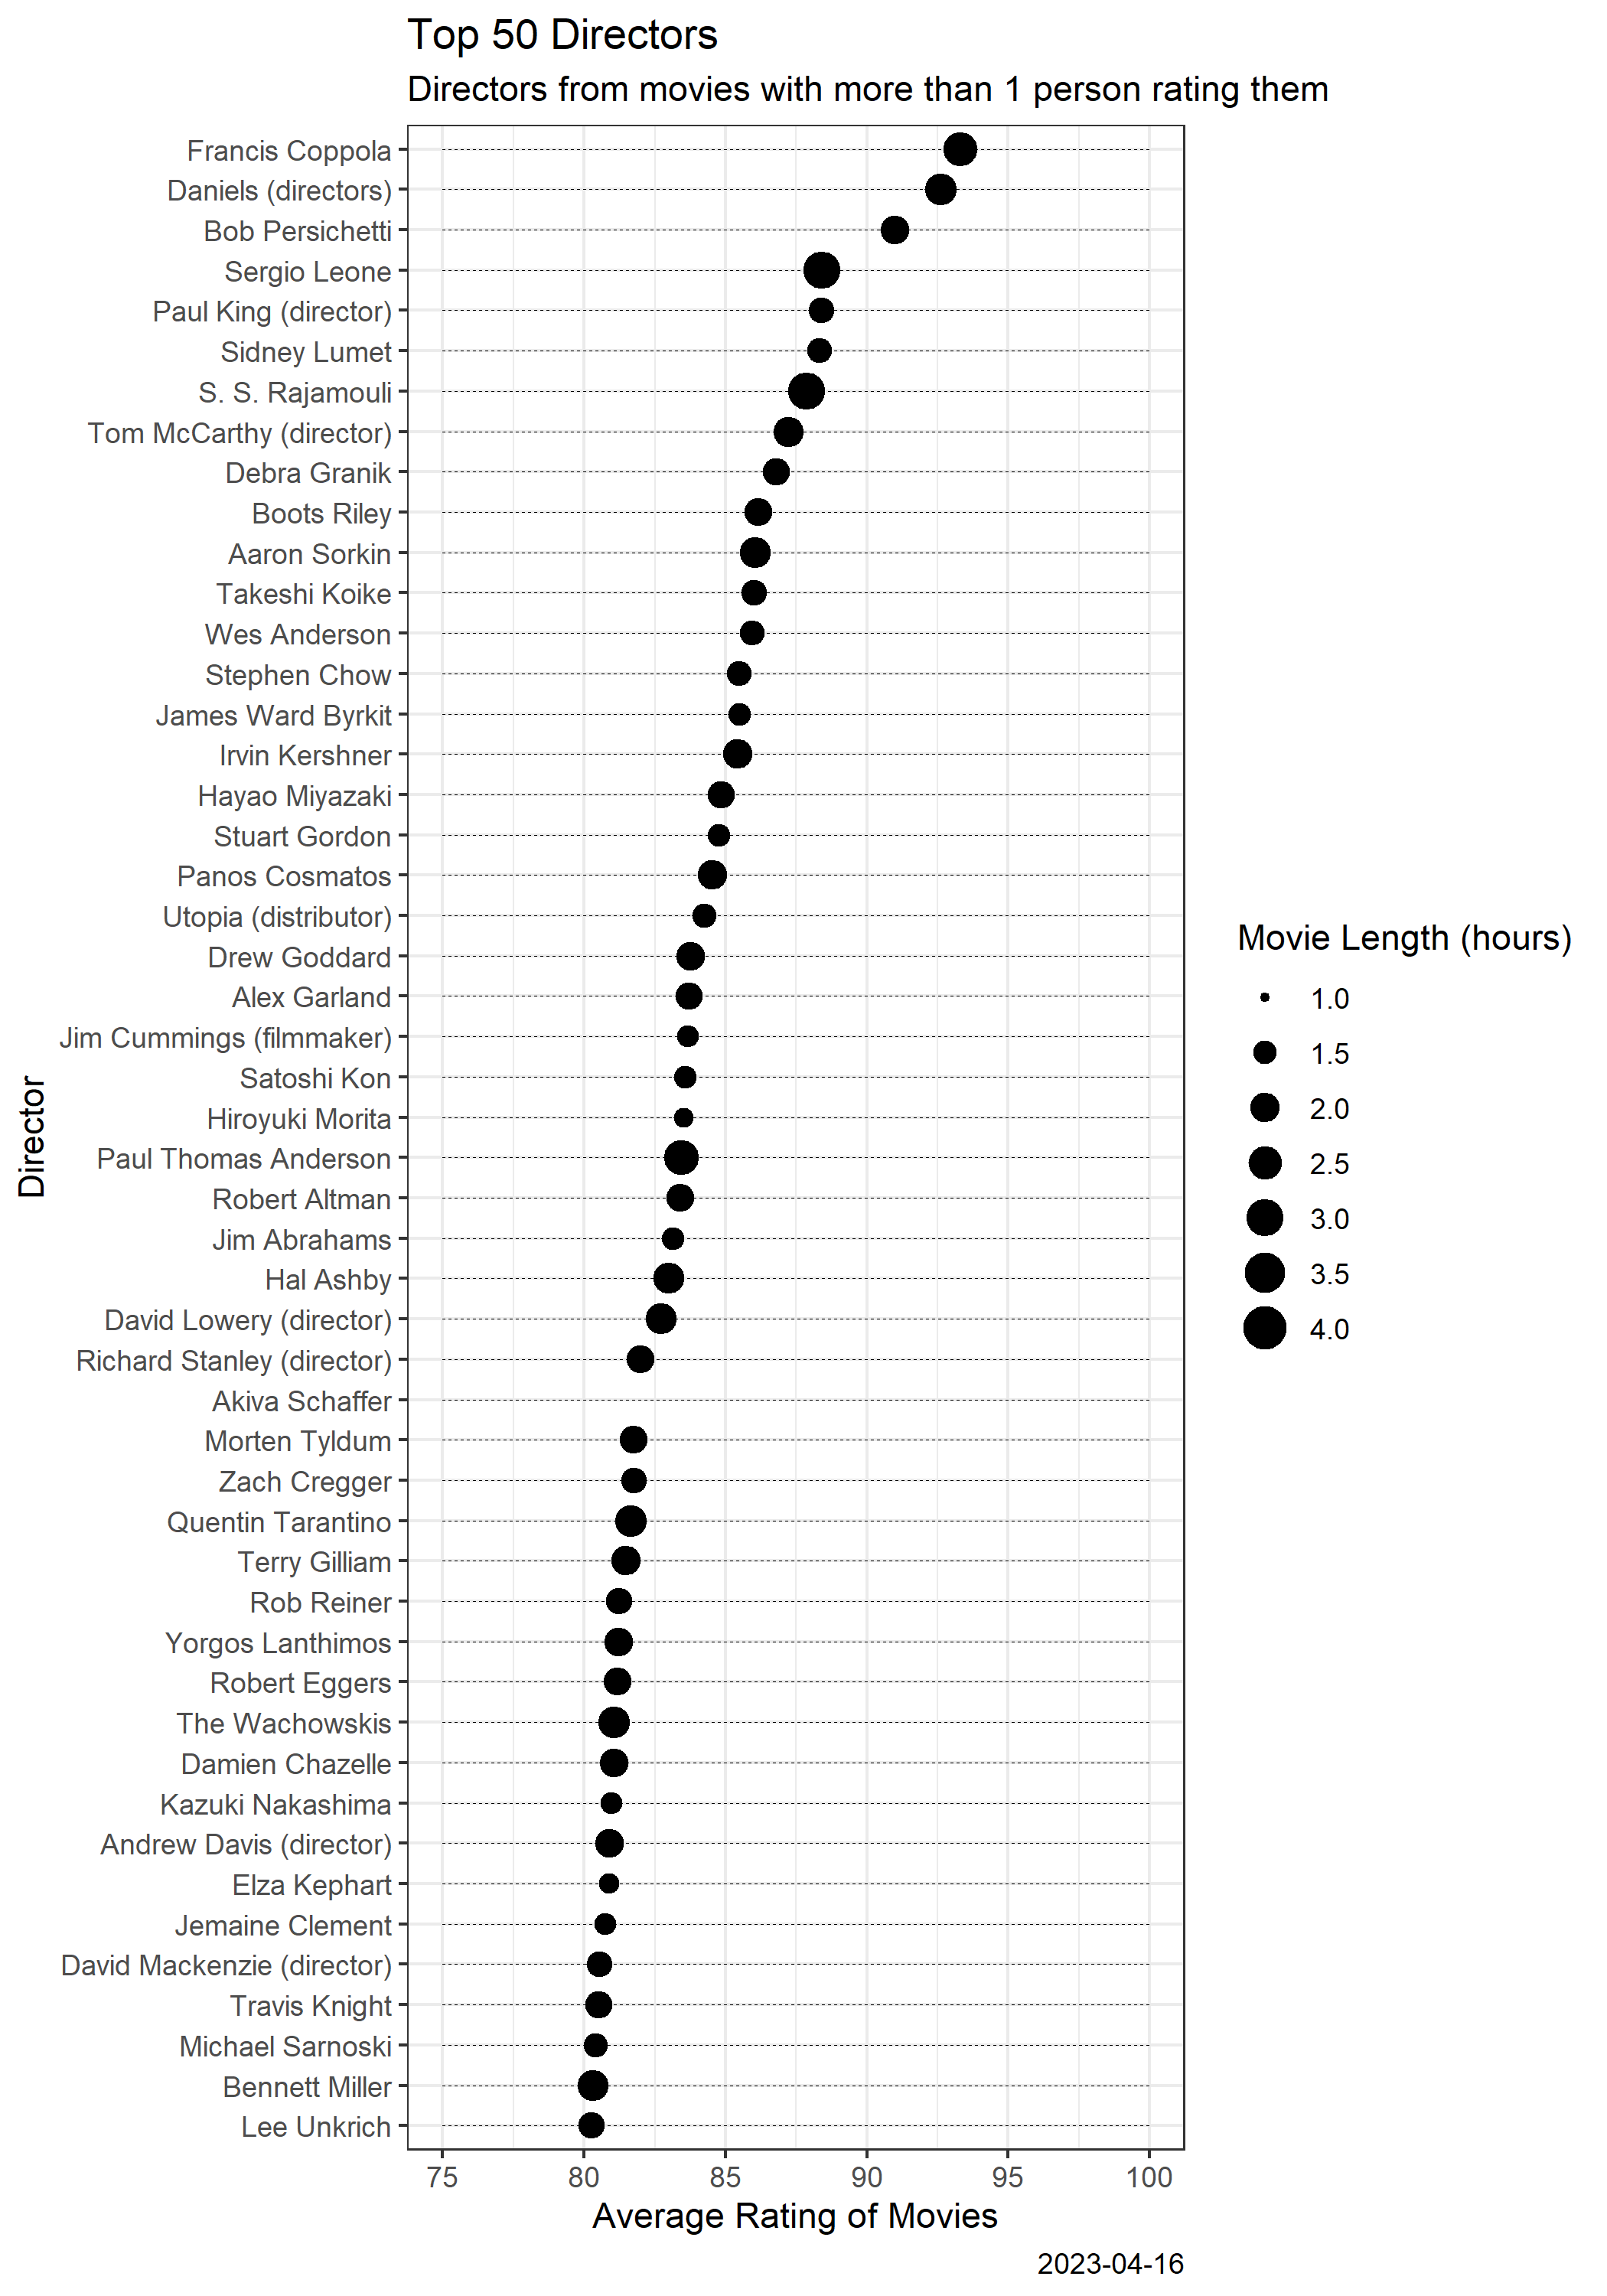 Top 50 Directors
Directors from movies with more than 1 person rating them
Francis Coppola
Daniels (directors)
Bob Persichetti
Sergio Leone
Paul King (director)
Sidney Lumet
S. S. Rajamouli
Tom McCarthy (director)
Debra Granik
Boots Riley
Aaron Sorkin
Takeshi Koike
Wes Anderson
Stephen Chow
James Ward Byrkit
Irvin Kershner
Hayao Miyazaki
Stuart Gordon
Panos Cosmatos
Utopia (distributor)
Drew Goddard
Alex Garland
Jim Cummings (filmmaker)
Satoshi Kon
Hiroyuki Morita
Paul Thomas Anderson
Robert Altman
Jim Abrahams
Hal Ashby
David Lowery (director)
Richard Stanley (director)
Akiva Schaffer
Morten Tyldum
Zach Cregger
Quentin Tarantino
Terry Gilliam
Rob Reiner
Yorgos Lanthimos
Robert Eggers
The Wachowskis
Damien Chazelle
Kazuki Nakashima
Andrew Davis (director)
Elza Kephart
Jemaine Clement
David Mackenzie (director)
Travis Knight
Michael Sarnoski
Bennett Miller
Lee Unkrich
Director
75 80 85 90 95 100
Average Rating of Movies
2023-04-16
Movie Length (hours)
1.0
1.5
2.0
2.5
3.0
3.5
4.0